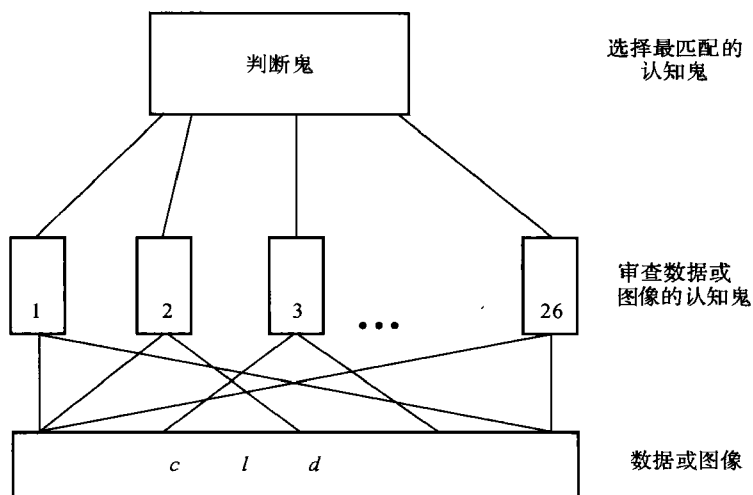 判断鬼
选择最匹配的
认知鬼
1 2 3 ••• 26
审查数据或
图像的认知鬼
c l d
数据或图像